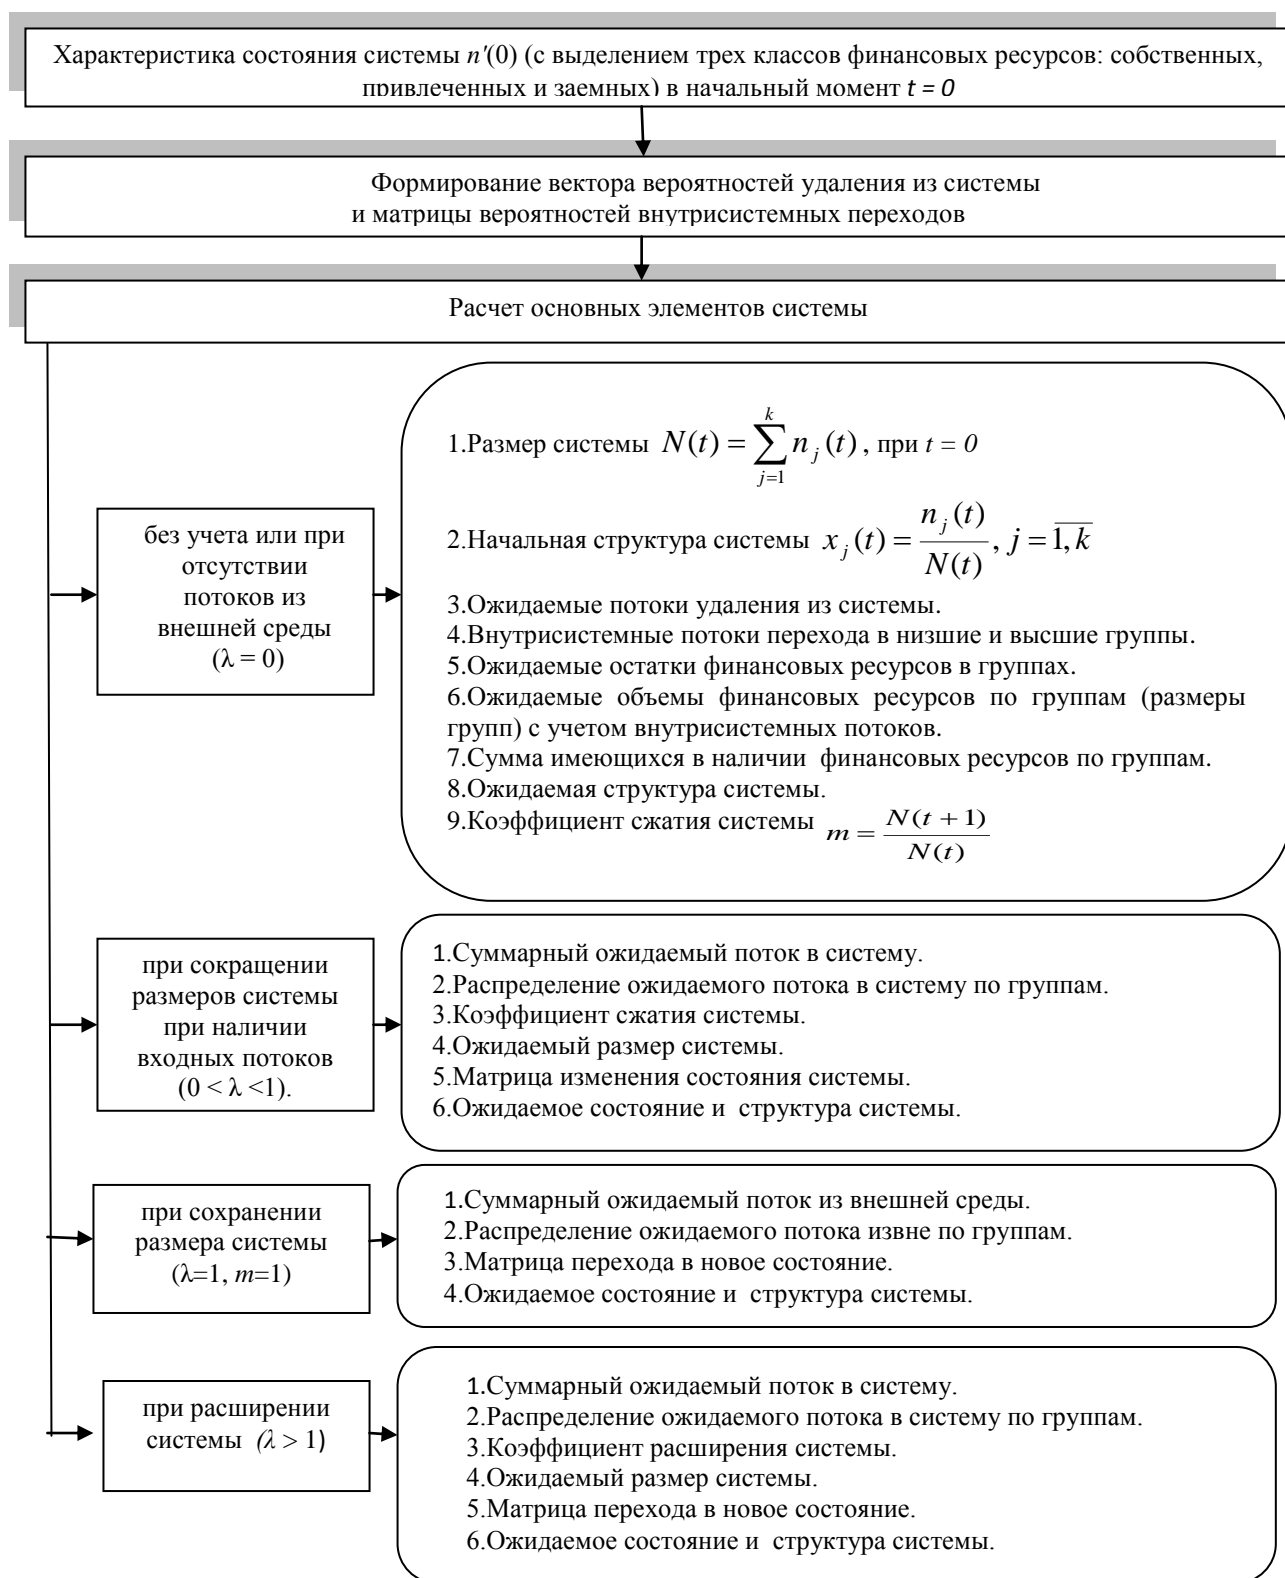 Характеристика состояния системы n'(0) (с выделением трех классов финансовых ресурсов: собственных,
привлеченных и заемных) в начальный момент t = 0
Формирование вектора вероятностей удаления из системы
и матрицы вероятностей внутрисистемных переходов
Расчет основных элементов системы
без учета или при
отсутствии
потоков из
внешней среды
(λ = 0)
1.Размер системы N(t) = \sum_{j=1}^{k} n_j(t), при t = 0
2.Начальная структура системы x_j(t) = \frac{n_j(t)}{N(t)}, j = \overline{1,k}
3.Ожидаемые потоки удаления из системы.
4.Внутрисистемные потоки перехода в низшие и высшие группы.
5.Ожидаемые остатки финансовых ресурсов в группах.
6.Ожидаемые объемы финансовых ресурсов по группам (размеры
групп) с учетом внутрисистемных потоков.
7.Сумма имеющихся в наличии финансовых ресурсов по группам.
8.Ожидаемая структура системы.
9.Коэффициент сжатия системы m = \frac{N(t+1)}{N(t)}
при сокращении
размеров системы
при наличии
входных потоков
(0 < λ <1).
1.Суммарный ожидаемый поток в систему.
2.Распределение ожидаемого потока в систему по группам.
3.Коэффициент сжатия системы.
4.Ожидаемый размер системы.
5.Матрица изменения состояния системы.
6.Ожидаемое состояние и структура системы.
при сохранении
размера системы
(λ=1, m=1)
1.Суммарный ожидаемый поток из внешней среды.
2.Распределение ожидаемого потока извне по группам.
3.Матрица перехода в новое состояние.
4.Ожидаемое состояние и структура системы.
при расширении
системы (λ > 1)
1.Суммарный ожидаемый поток в систему.
2.Распределение ожидаемого потока в систему по группам.
3.Коэффициент расширения системы.
4.Ожидаемый размер системы.
5.Матрица перехода в новое состояние.
6.Ожидаемое состояние и структура системы.